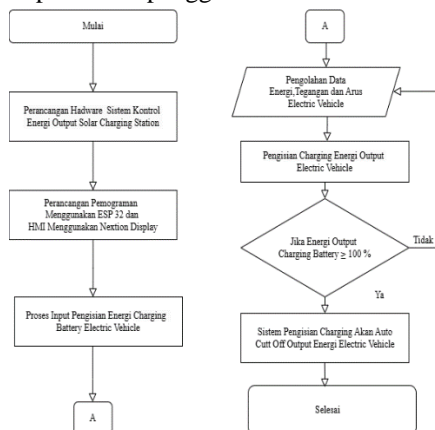 Mulai
Perancangan Hadware Sistem Kontrol
Energi Output Solar Charging Station
Perancangan Pemograman
Menggunakan ESP 32 dan
HMI Menggunakan Nextion Display
Proses Input Pengisian Energi Charging
Battery Electric Vehicle
A
A
Pengolahan Data
Energi,Tegangan dan Arus
Electric Vehicle
Pengisian Charging Energi Output
Electric Vehicle
Jika Energi Output
Charging Battery ≥ 100 %
Tidak
Ya
Sistem Pengisian Charging Akan Auto
Cutt Off Output Energi Electric Vehicle
Selesai